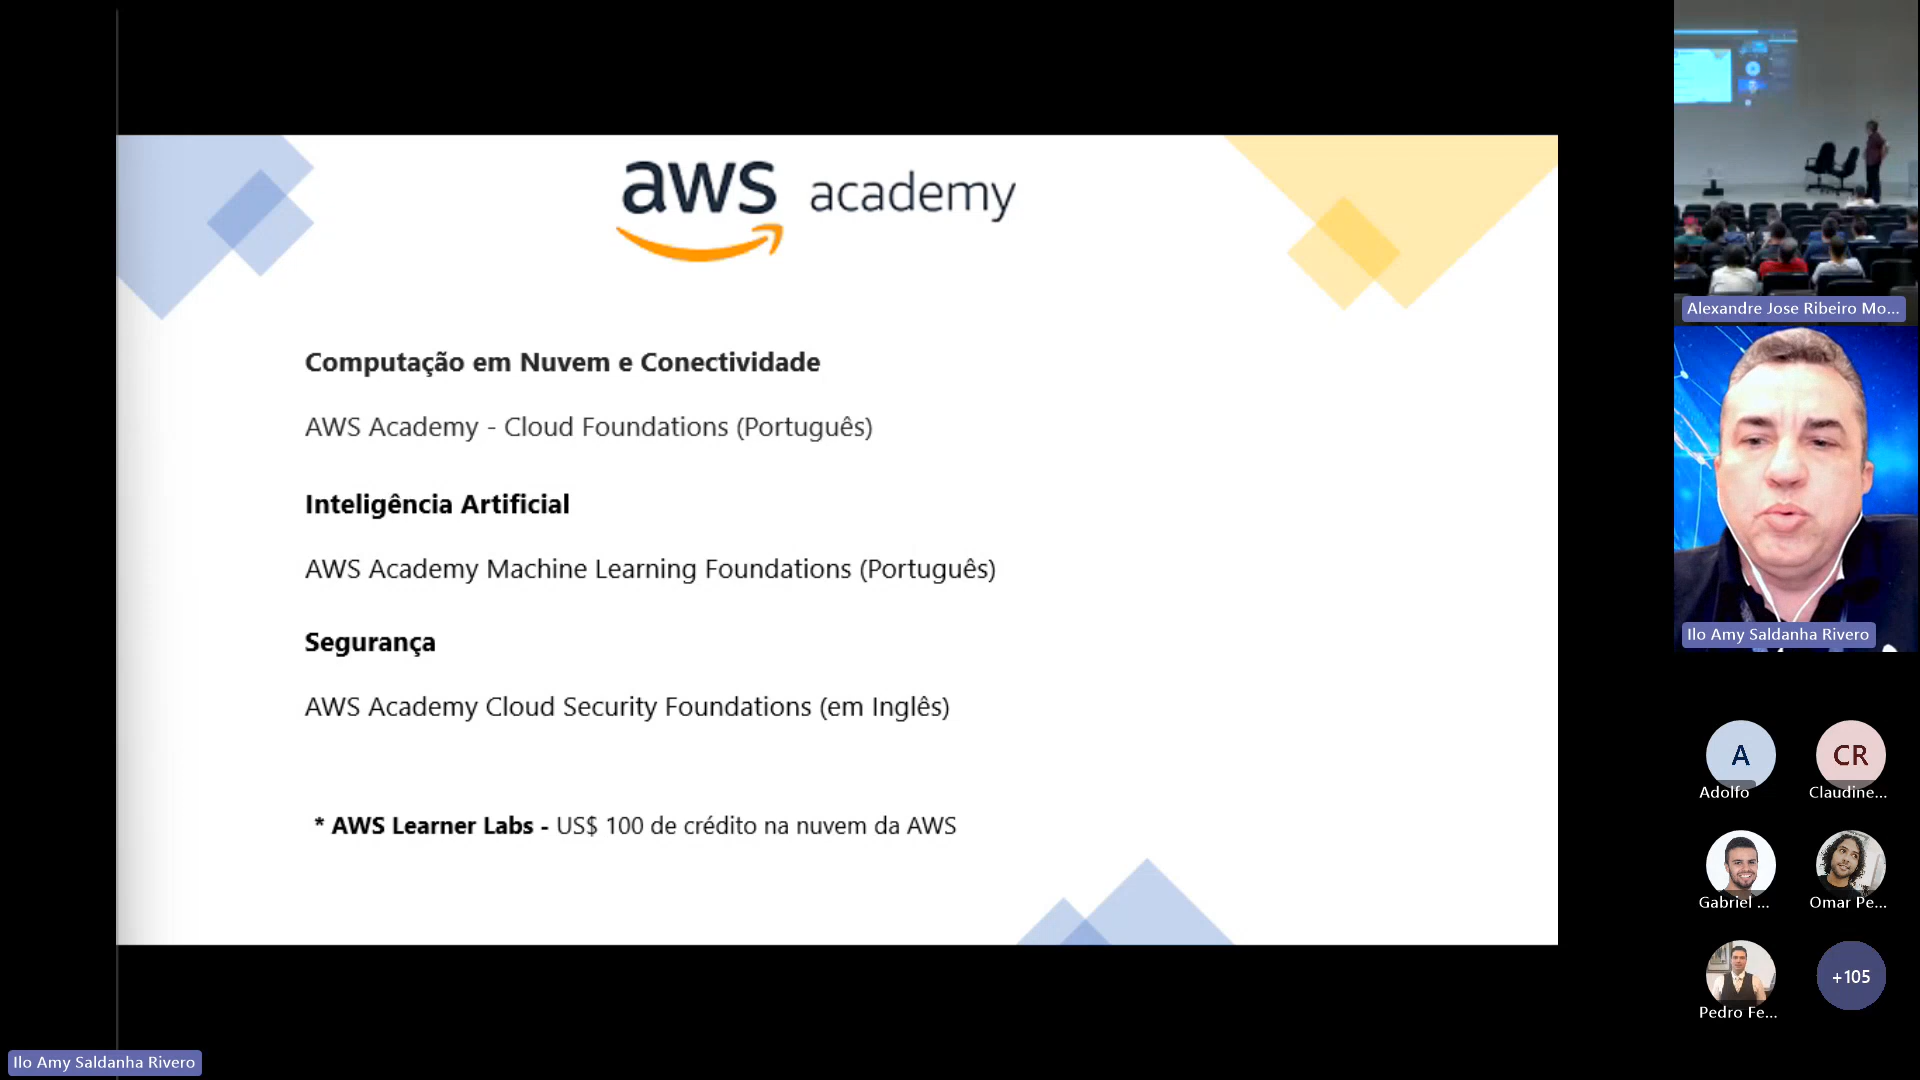 aws academy
Computação em Nuvem e Conectividade
AWS Academy - Cloud Foundations (Português)
Inteligência Artificial
AWS Academy Machine Learning Foundations (Português)
Segurança
AWS Academy Cloud Security Foundations (em Inglês)
* AWS Learner Labs - US$ 100 de crédito na nuvem da AWS
Alexandre Jose Ribeiro Mo...
Ilo Amy Saldanha Rivero
A
Adolfo
CR
Claudine...
Gabriel ...
Omar Pe...
Pedro Fe...
+105
Ilo Amy Saldanha Rivero